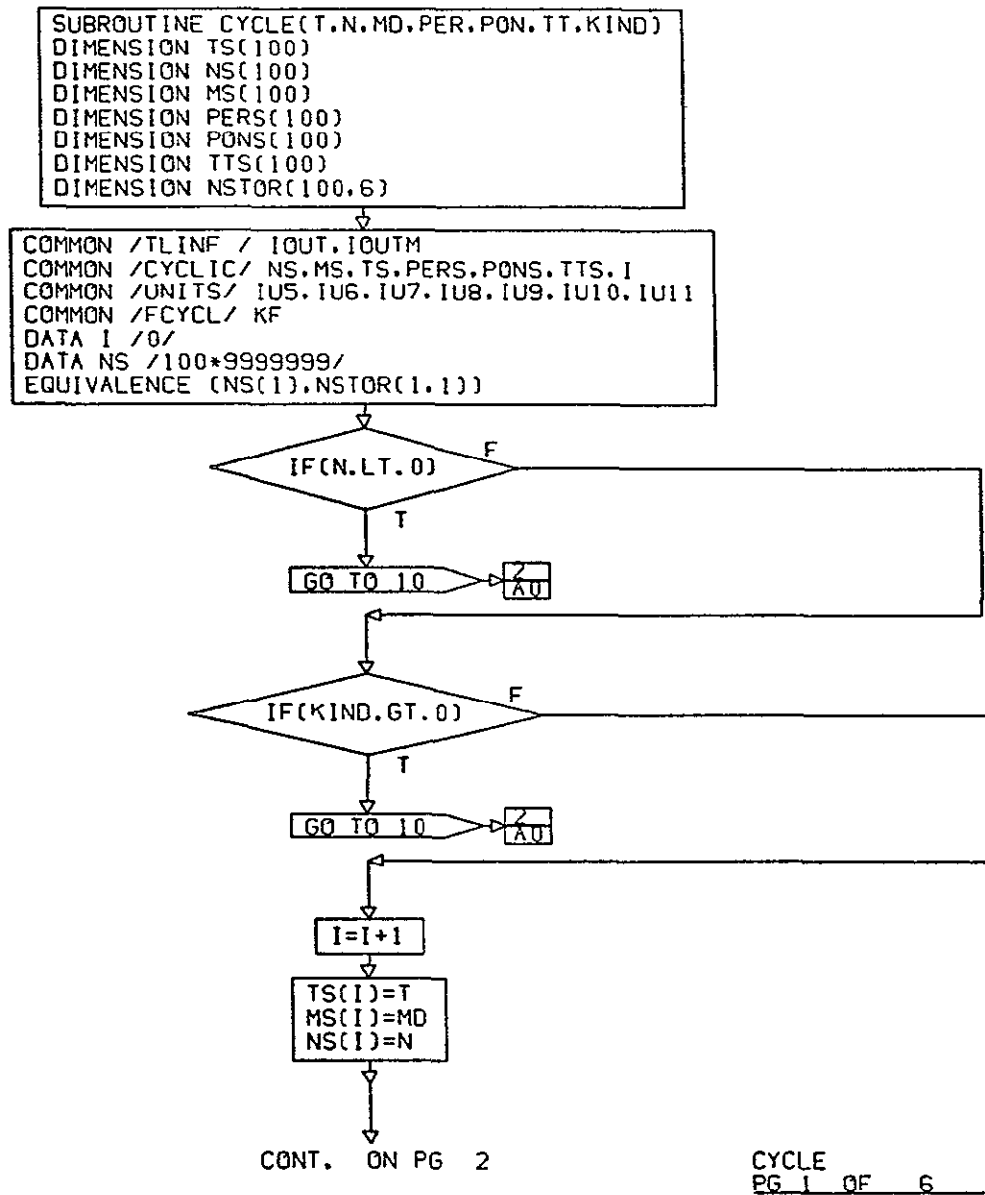 SUBROUTINE CYCLE(T.N.MD.PER.PON.TT.KIND)
DIMENSION TS(100)
DIMENSION NS(100)
DIMENSION MS(100)
DIMENSION PERS(100)
DIMENSION PONS(100)
DIMENSION TTS(100)
DIMENSION NSTOR(100.6)
COMMON /TLINF / IOUT.IOUTM
COMMON /CYCLIC/ NS.MS.TS.PERS.PONS.TTS.I
COMMON /UNITS/ IU5.IU6.IU7.IU8.IU9.IU10.IU11
COMMON /FCYCL/ KF
DATA I /0/
DATA NS /100*9999999/
EQUIVALENCE (NS(1).NSTOR(1.1))
IF(N.LT.0)
F
T
GO TO 10
2
A0
IF(KIND.GT.0)
F
T
GO TO 10
2
A0
I=I+1
TS(I)=T
MS(I)=MD
NS(I)=N
CONT. ON PG 2
CYCLE
PG 1 OF 6